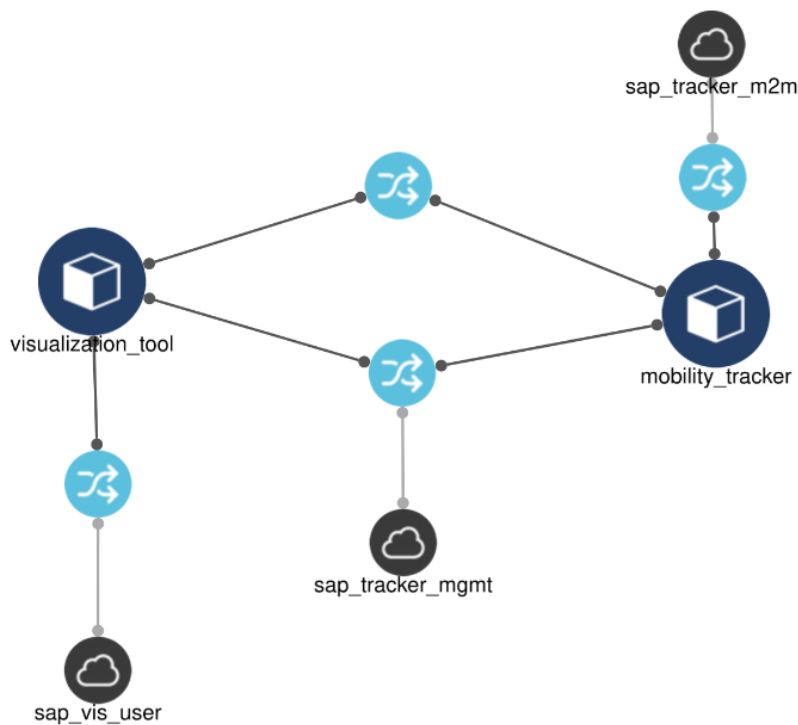 sap_tracker_m2m
visualization_tool
mobility_tracker
sap_tracker_mgmt
sap_vis_user